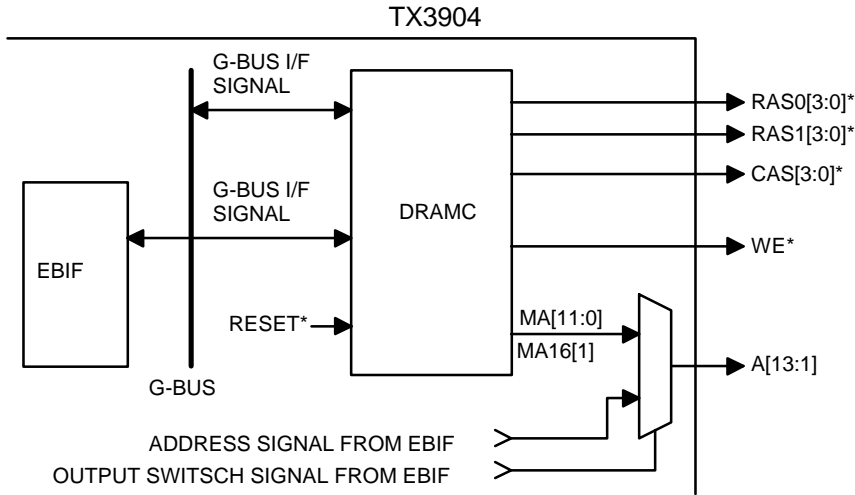 TX3904
G-BUS I/F
SIGNAL
RAS0[3:0]*
RAS1[3:0]*
CAS[3:0]*
G-BUS I/F
SIGNAL
DRAMC
WE*
EBIF
RESET*
MA[11:0]
MA16[1]
A[13:1]
G-BUS
ADDRESS SIGNAL FROM EBIF
OUTPUT SWITSCH SIGNAL FROM EBIF